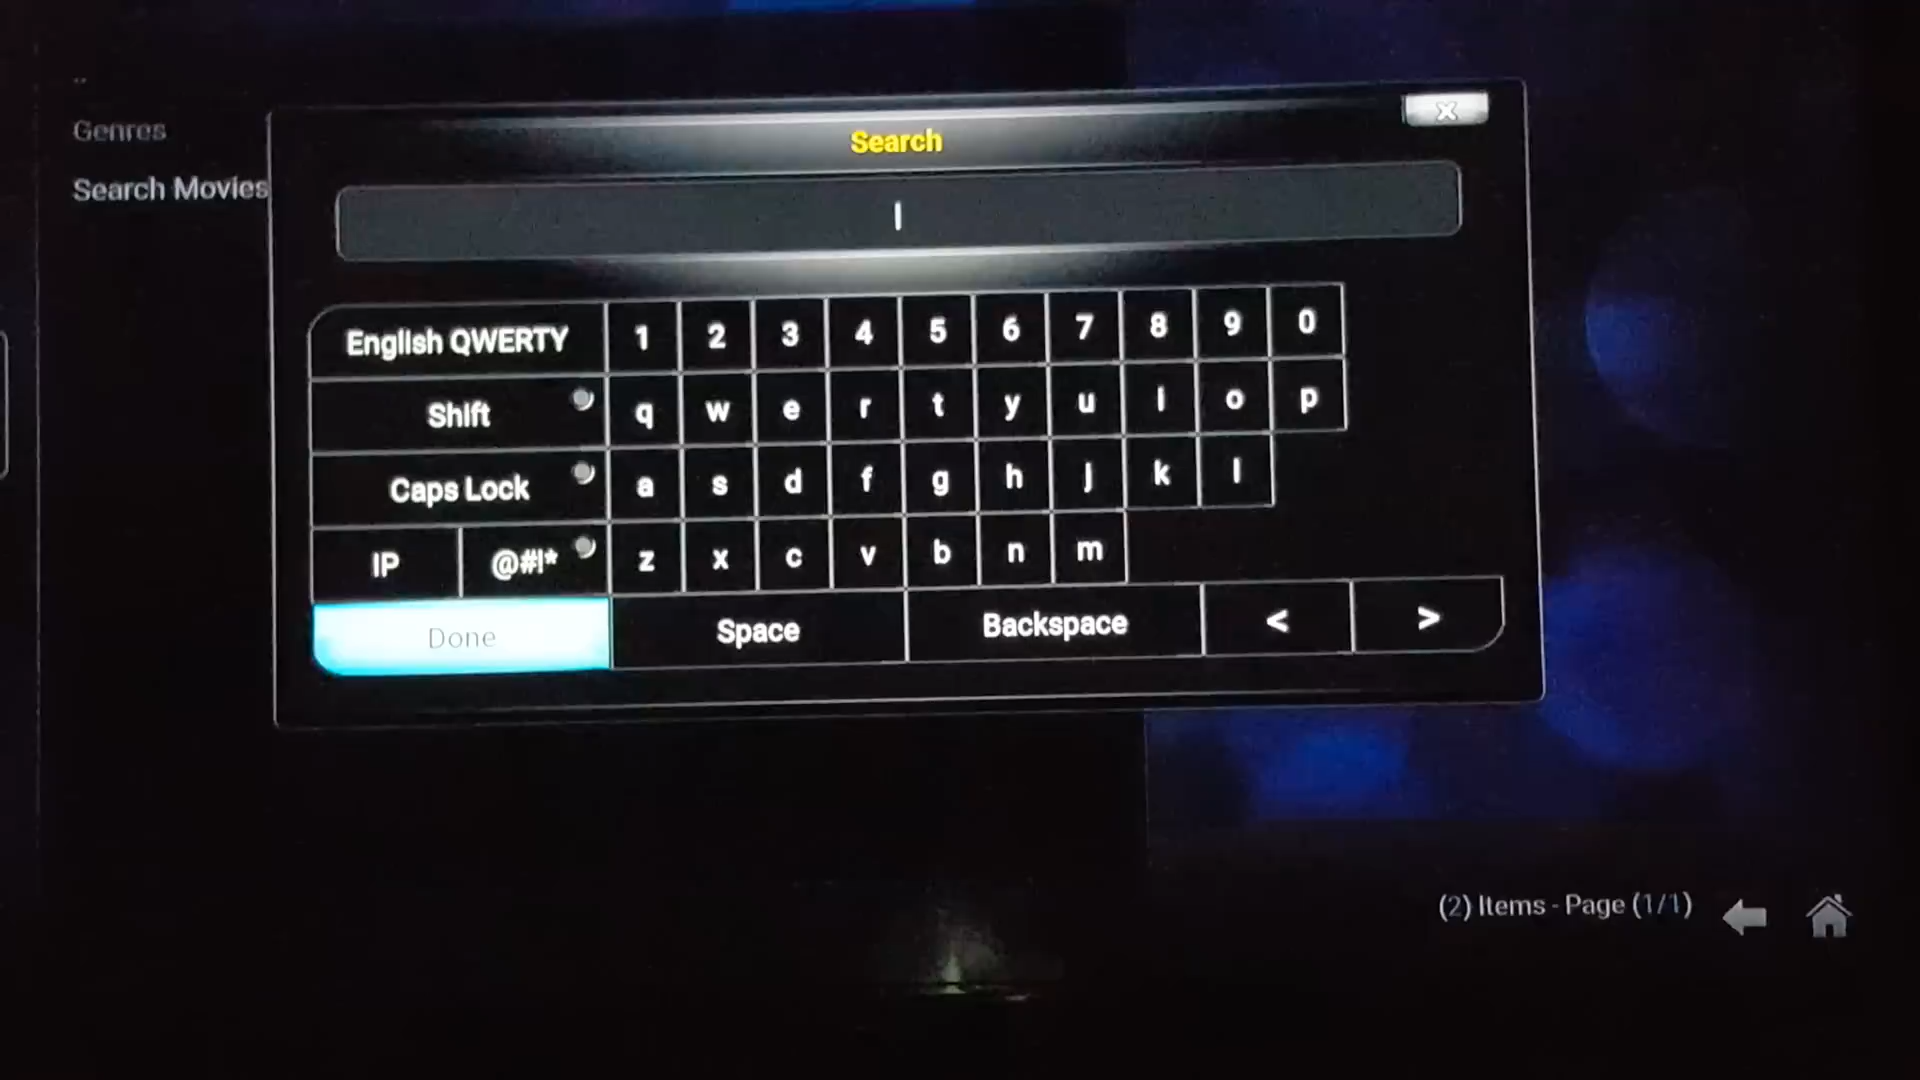 ..
Genres
Search Movies
x
Search
English QWERTY 1 2 3 4 5 6 7 8 9 0
Shift q w e r t y u i o p
Caps Lock a s d f g h j k l
IP @#!* z x c v b n m
Done Space Backspace < >
(2) Items - Page (1/1)